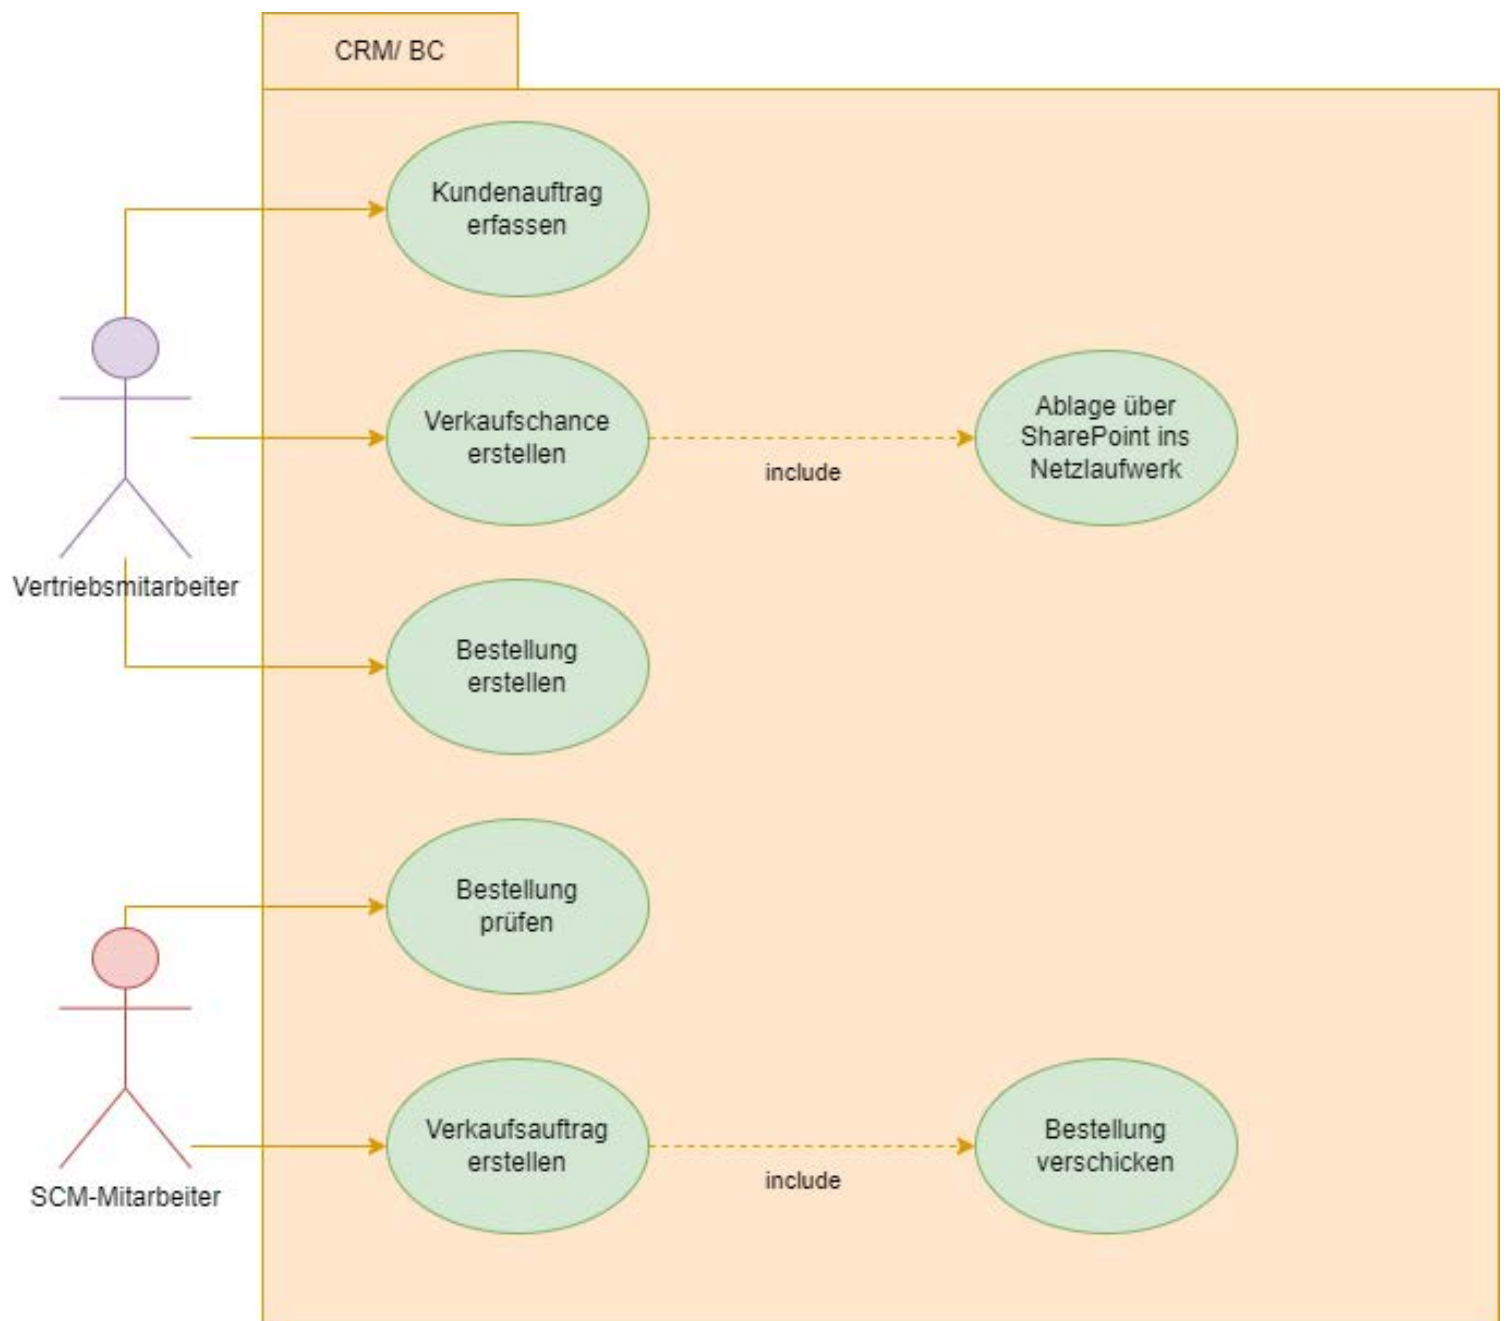 CRM/ BC
Kundenauftrag
erfassen
Verkaufschance
erstellen
include
Ablage über
SharePoint ins
Netzlaufwerk
Vertriebsmitarbeiter
Bestellung
erstellen
Bestellung
prüfen
SCM-Mitarbeiter
Verkaufsauftrag
erstellen
include
Bestellung
verschicken